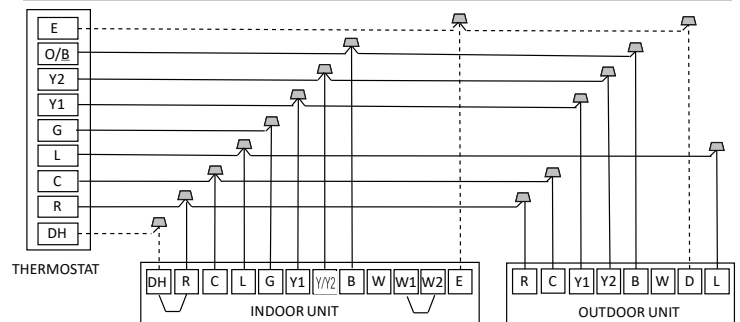 E
O/B
Y2
Y1
G
L
C
R
DH
THERMOSTAT
DH R C L G Y1 Y/Y2 B W W1 W2 E
INDOOR UNIT
R C Y1 Y2 B W D L
OUTDOOR UNIT